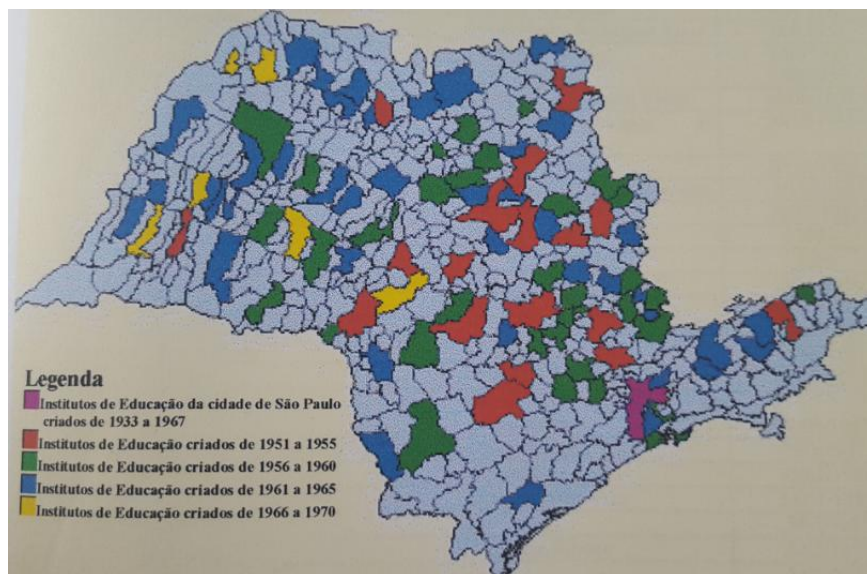 Legenda
Institutos de Educação da cidade de São Paulo
criados de 1933 a 1967
Institutos de Educação criados de 1951 a 1955
Institutos de Educação criados de 1956 a 1960
Institutos de Educação criados de 1961 a 1965
Institutos de Educação criados de 1966 a 1970